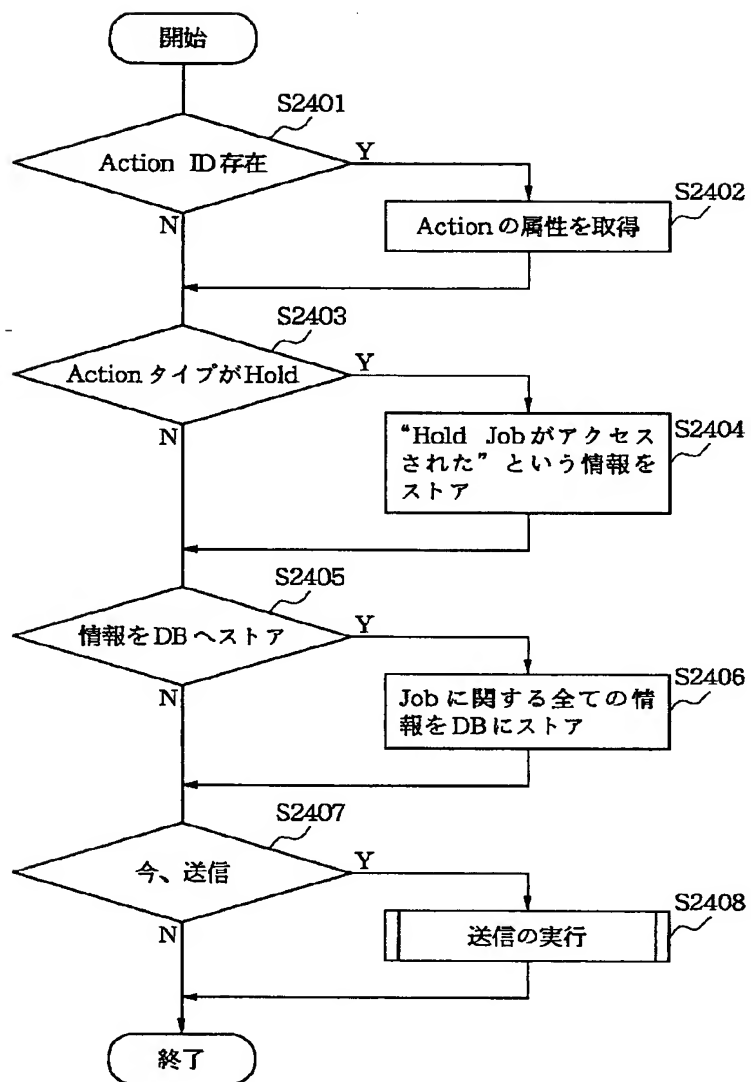 開始
S2401
Action ID存在
Y
N
S2402
Actionの属性を取得
S2403
ActionタイプがHold
Y
N
S2404
“Hold Jobがアクセス
された”という情報を
ストア
S2405
情報をDBへストア
Y
N
S2406
Jobに関する全ての情
報をDBにストア
S2407
今、送信
Y
N
S2408
送信の実行
終了